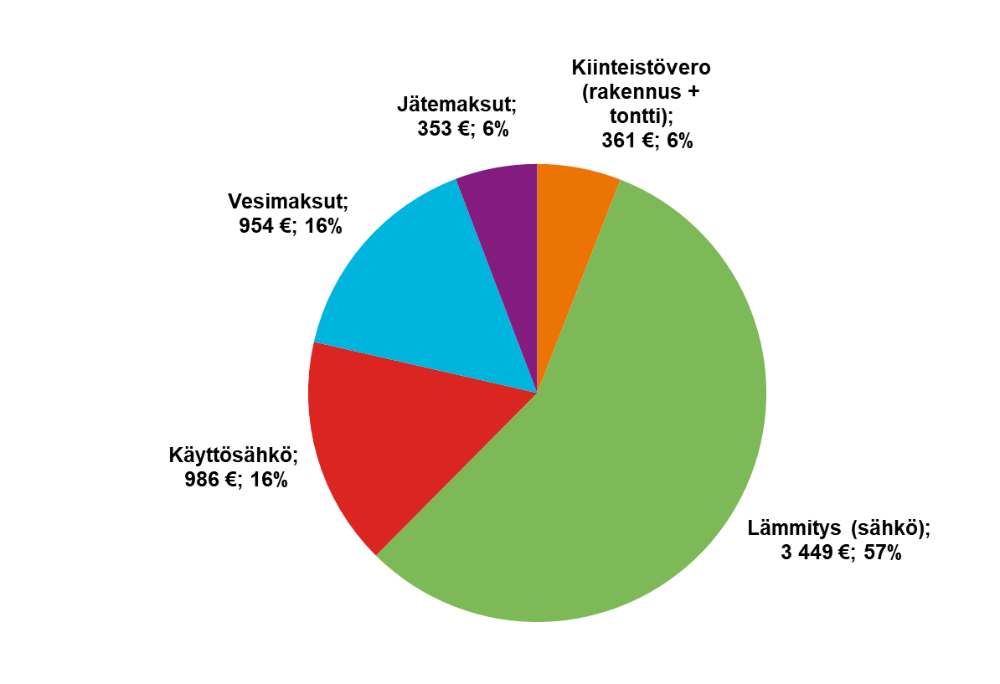 Kiinteistövero
(rakennus +
tontti);
361 €; 6%
Jätemaksut;
353 €; 6%
Vesimaksut;
954 €; 16%
Käyttösähkö;
986 €; 16%
Lämmitys (sähkö);
3 449 €; 57%